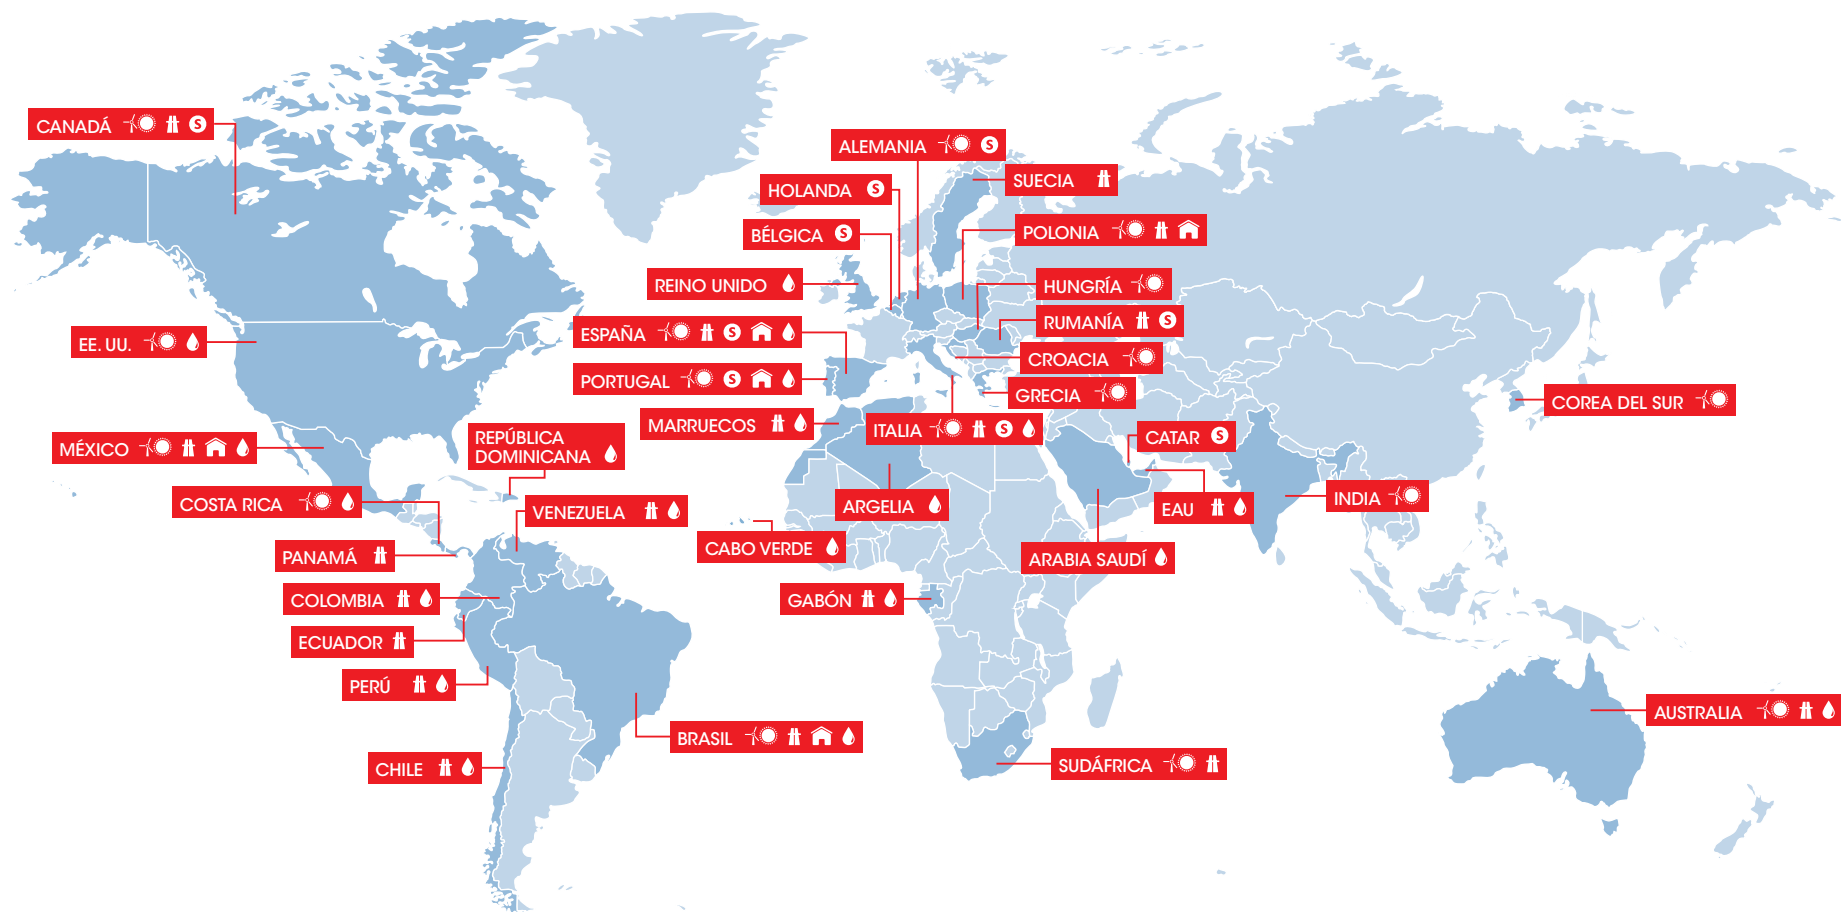 CANADÁ
ALEMANIA
SUECIA
HOLANDA
BÉLGICA
POLONIA
REINO UNIDO
HUNGRÍA
RUMANÍA
EE. UU.
ESPAÑA
CROACIA
PORTUGAL
GRECIA
COREA DEL SUR
MARRUECOS
ITALIA
CATAR
MÉXICO
REPÚBLICA
DOMINICANA
COSTA RICA
VENEZUELA
ARGELIA
EAU
INDIA
CABO VERDE
PANAMÁ
ARABIA SAUDÍ
COLOMBIA
GABÓN
ECUADOR
PERÚ
BRASIL
AUSTRALIA
CHILE
SUDÁFRICA